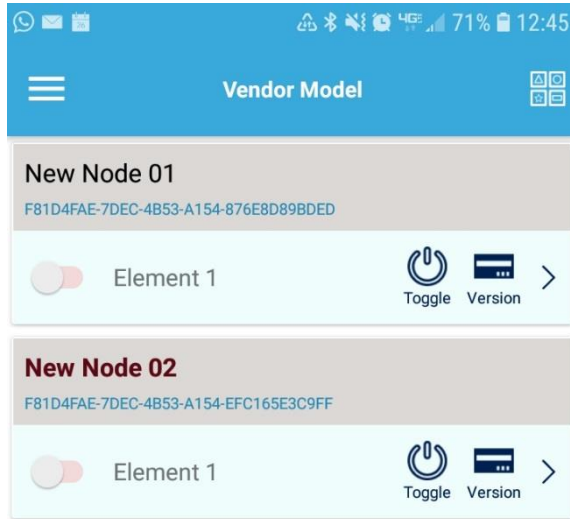 4GE 71% 12:45
Vendor Model
New Node 01
F81D4FAE-7DEC-4B53-A154-876E8D89BDED
Element 1
Toggle Version
New Node 02
F81D4FAE-7DEC-4B53-A154-EFC165E3C9FF
Element 1
Toggle Version